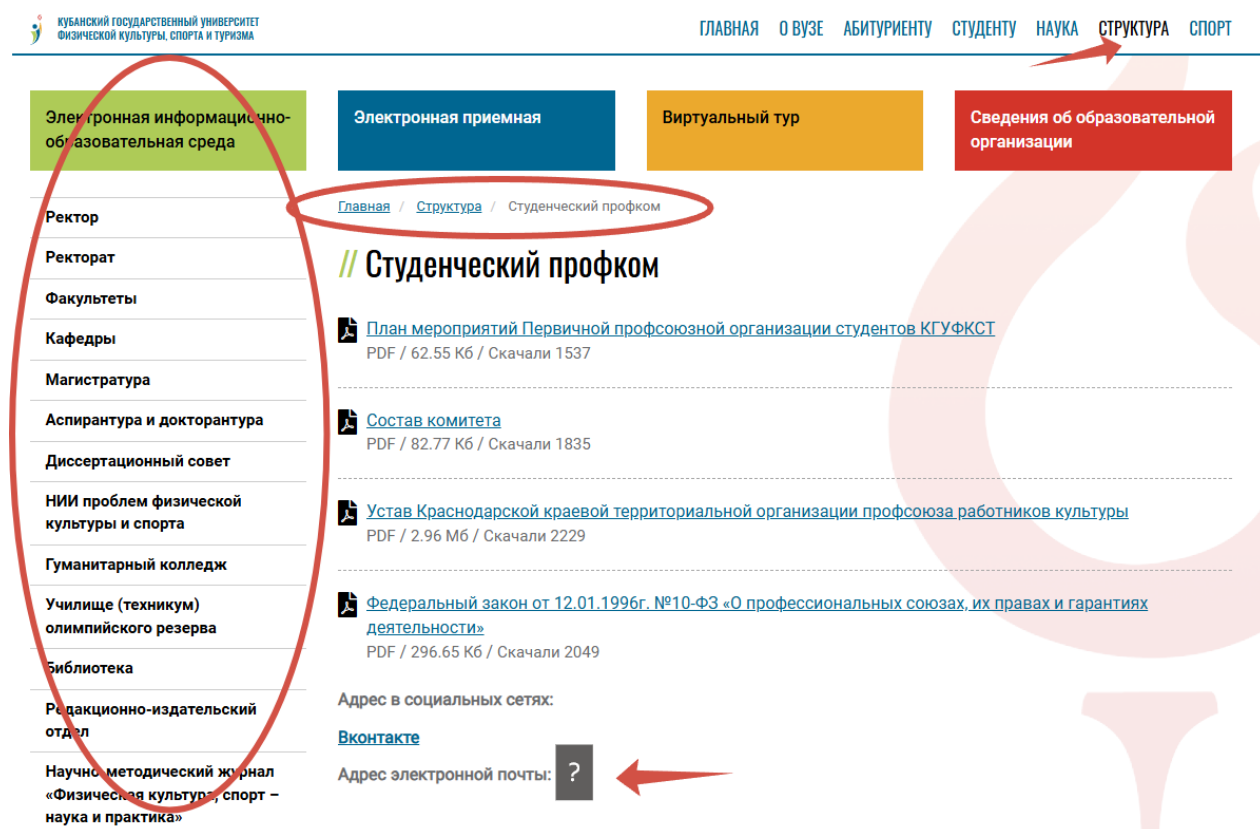 КУБАНСКИЙ ГОСУДАРСТВЕННЫЙ УНИВЕРСИТЕТ
ФИЗИЧЕСКОЙ КУЛЬТУРЫ, СПОРТА И ТУРИЗМА
ГЛАВНАЯ О ВУЗЕ АБИТУРИЕНТУ СТУДЕНТУ НАУКА СТРУКТУРА СПОРТ
Электронная информационно-
образовательная среда
Электронная приемная
Виртуальный тур
Сведения об образовательной
организации
Ректор
Ректорат
Факультеты
Кафедры
Магистратура
Аспирантура и докторантура
Диссертационный совет
НИИ проблем физической
культуры и спорта
Гуманитарный колледж
Училище (техникум)
олимпийского резерва
Библиотека
Редакционно-издательский
отдел
Научно-методический журнал
«Физическая культура, спорт –
наука и практика»
Главная / Структура / Студенческий профком
// Студенческий профком
План мероприятий Первичной профсоюзной организации студентов КГУФКСТ
PDF / 62.55 Кб / Скачали 1537
Состав комитета
PDF / 82.77 Кб / Скачали 1835
Устав Краснодарской краевой территориальной организации профсоюза работников культуры
PDF / 2.96 Мб / Скачали 2229
Федеральный закон от 12.01.1996г. №10-ФЗ «О профессиональных союзах, их правах и гарантиях
деятельности»
PDF / 296.65 Кб / Скачали 2049
Адрес в социальных сетях:
Вконтакте
Адрес электронной почты: ?